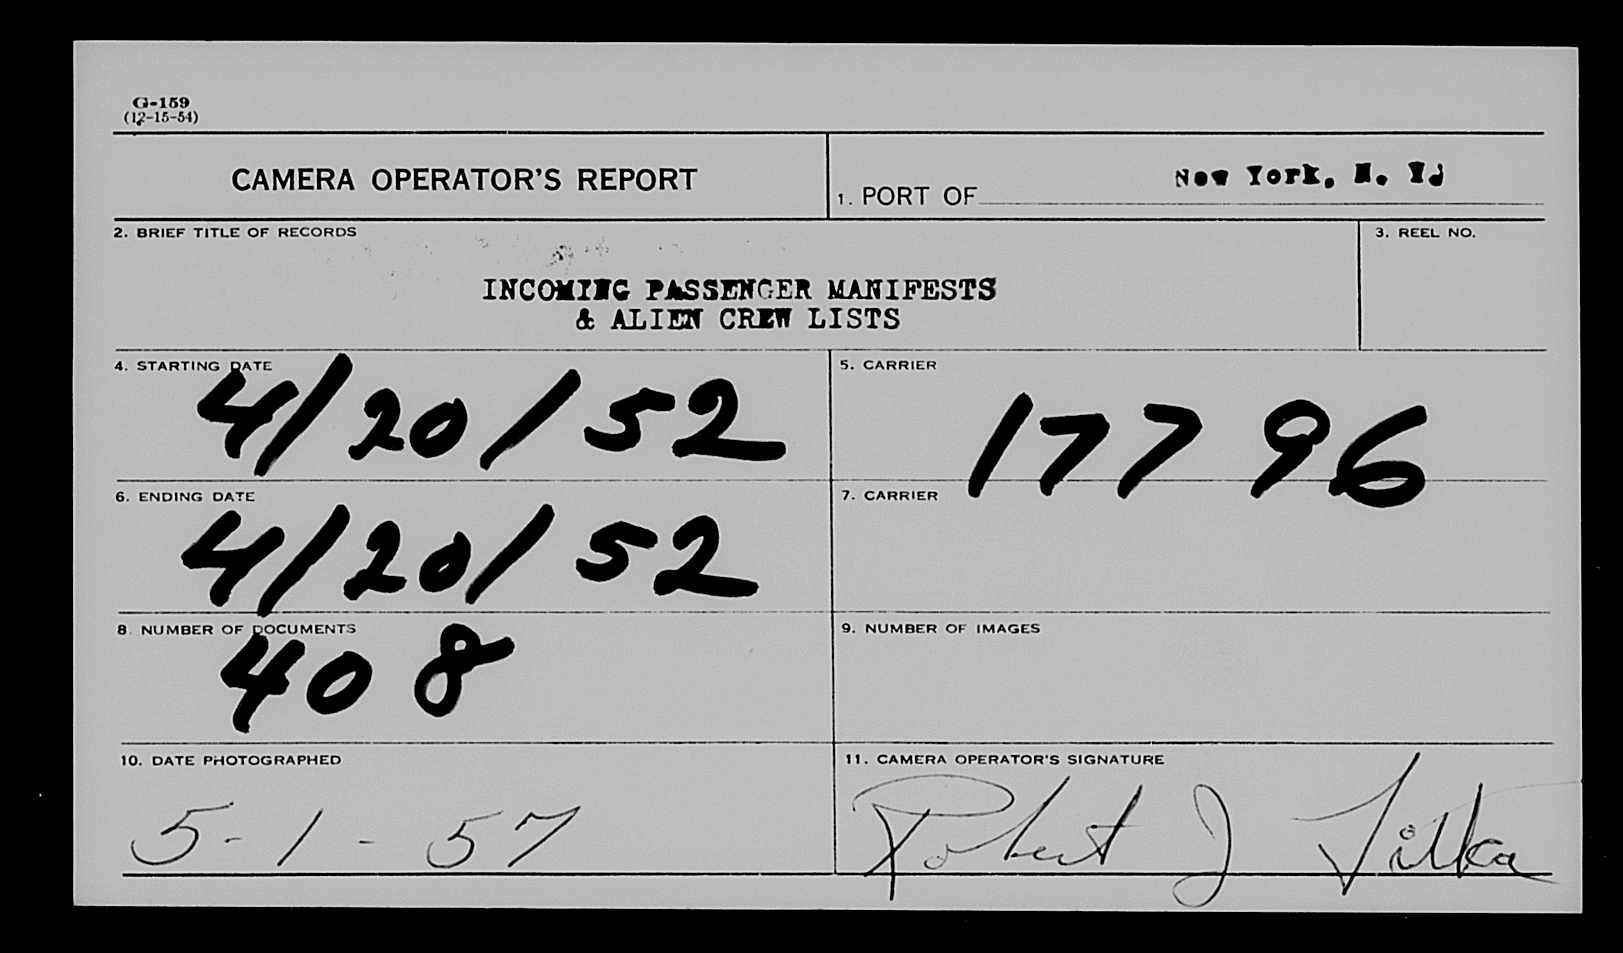 G-159
(12-15-54)
CAMERA OPERATOR'S REPORT
1. PORT OF New York, N. Y.
2. BRIEF TITLE OF RECORDS
3. REEL NO.
INCOMING PASSENGER MANIFESTS
& ALIEN CREW LISTS
4. STARTING DATE
4/20/52
5. CARRIER
17796
6. ENDING DATE
4/20/52
7. CARRIER
8. NUMBER OF DOCUMENTS
408
9. NUMBER OF IMAGES
10. DATE PHOTOGRAPHED
5-1-57
11. CAMERA OPERATOR'S SIGNATURE
Robert J